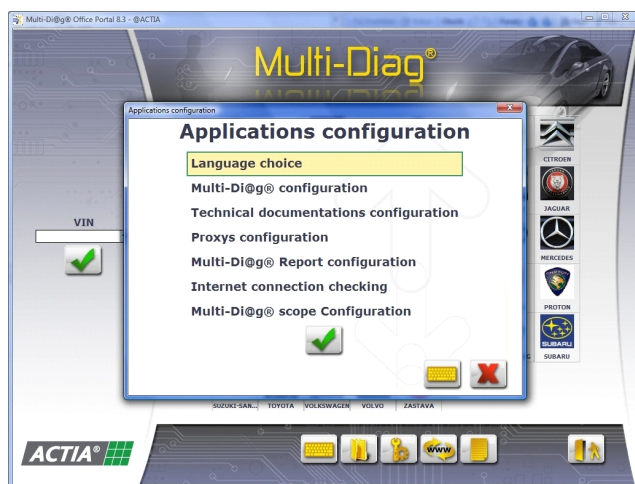 Multi-Di@g® Office Portal 8.3 - @ACTIA
Multi-Diag®
Applications configuration
Applications configuration
Language choice
Multi-Di@g® configuration
Technical documentations configuration
Proxys configuration
Multi-Di@g® Report configuration
Internet connection checking
Multi-Di@g® scope Configuration
VIN
CITROEN
JAGUAR
MERCEDES
PROTON
SUBARU
G
SUBARU
SUZUKI-SAN...
TOYOTA
VOLKSWAGEN
VOLVO
ZASTAVA
ACTIA®
www